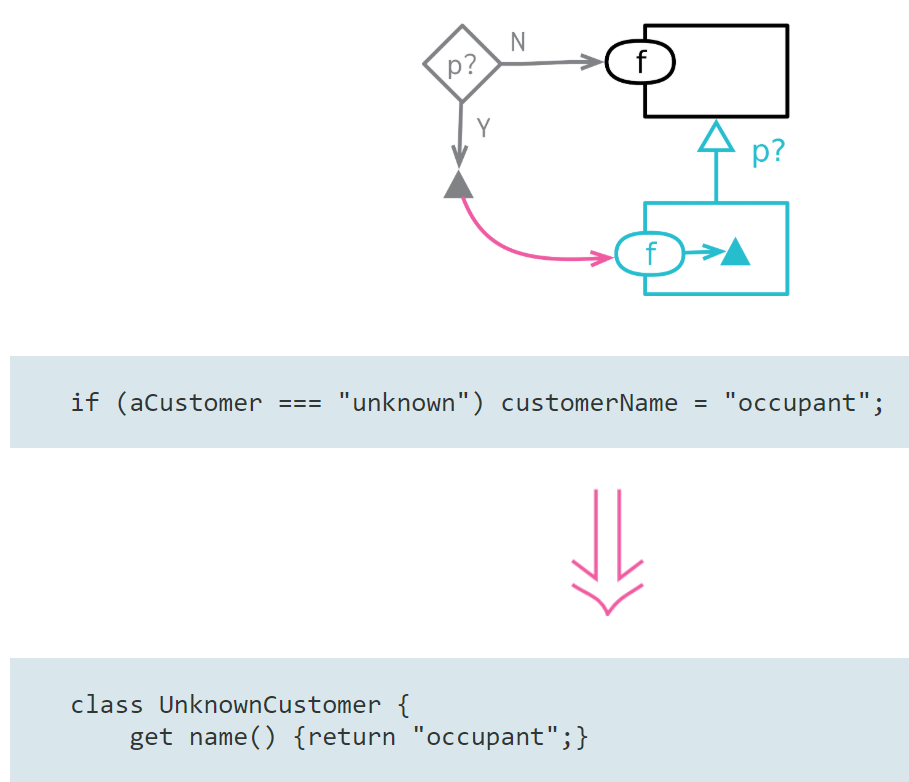 p?
N
f
Y
p?
f
if (aCustomer === "unknown") customerName = "occupant";
class UnknownCustomer {
get name() {return "occupant";}